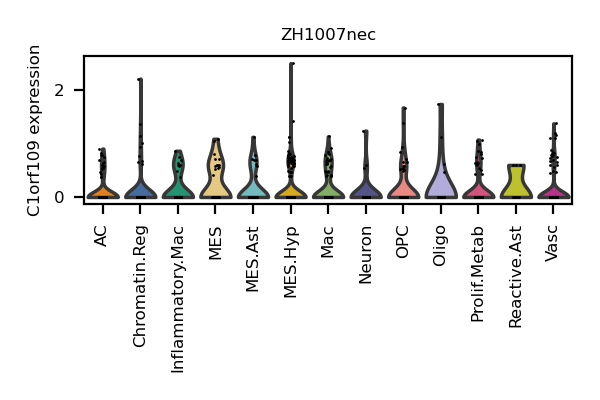 ZH1007nec
C1orf109 expression
2
0
AC
Chromatin.Reg
Inflammatory.Mac
MES
MES.Ast
MES.Hyp
Mac
Neuron
OPC
Oligo
Prolif.Metab
Reactive.Ast
Vasc